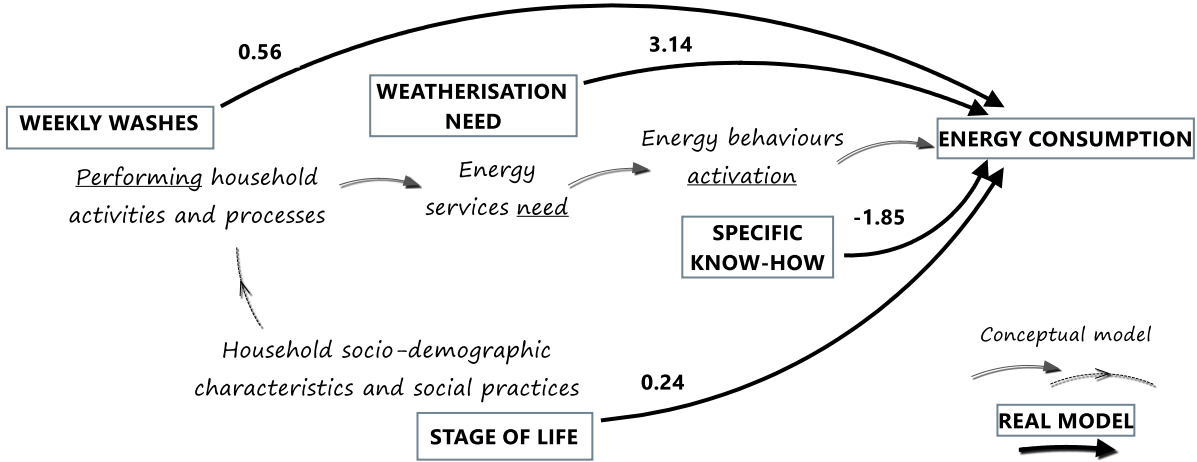 0.56
3.14
WEATHERISATION
NEED
WEEKLY WASHES
ENERGY CONSUMPTION
Energy behaviours
activation
Performing household
activities and processes
Energy
services need
-1.85
SPECIFIC
KNOW-HOW
Household socio-demographic
characteristics and social practices
0.24
STAGE OF LIFE
Conceptual model
REAL MODEL